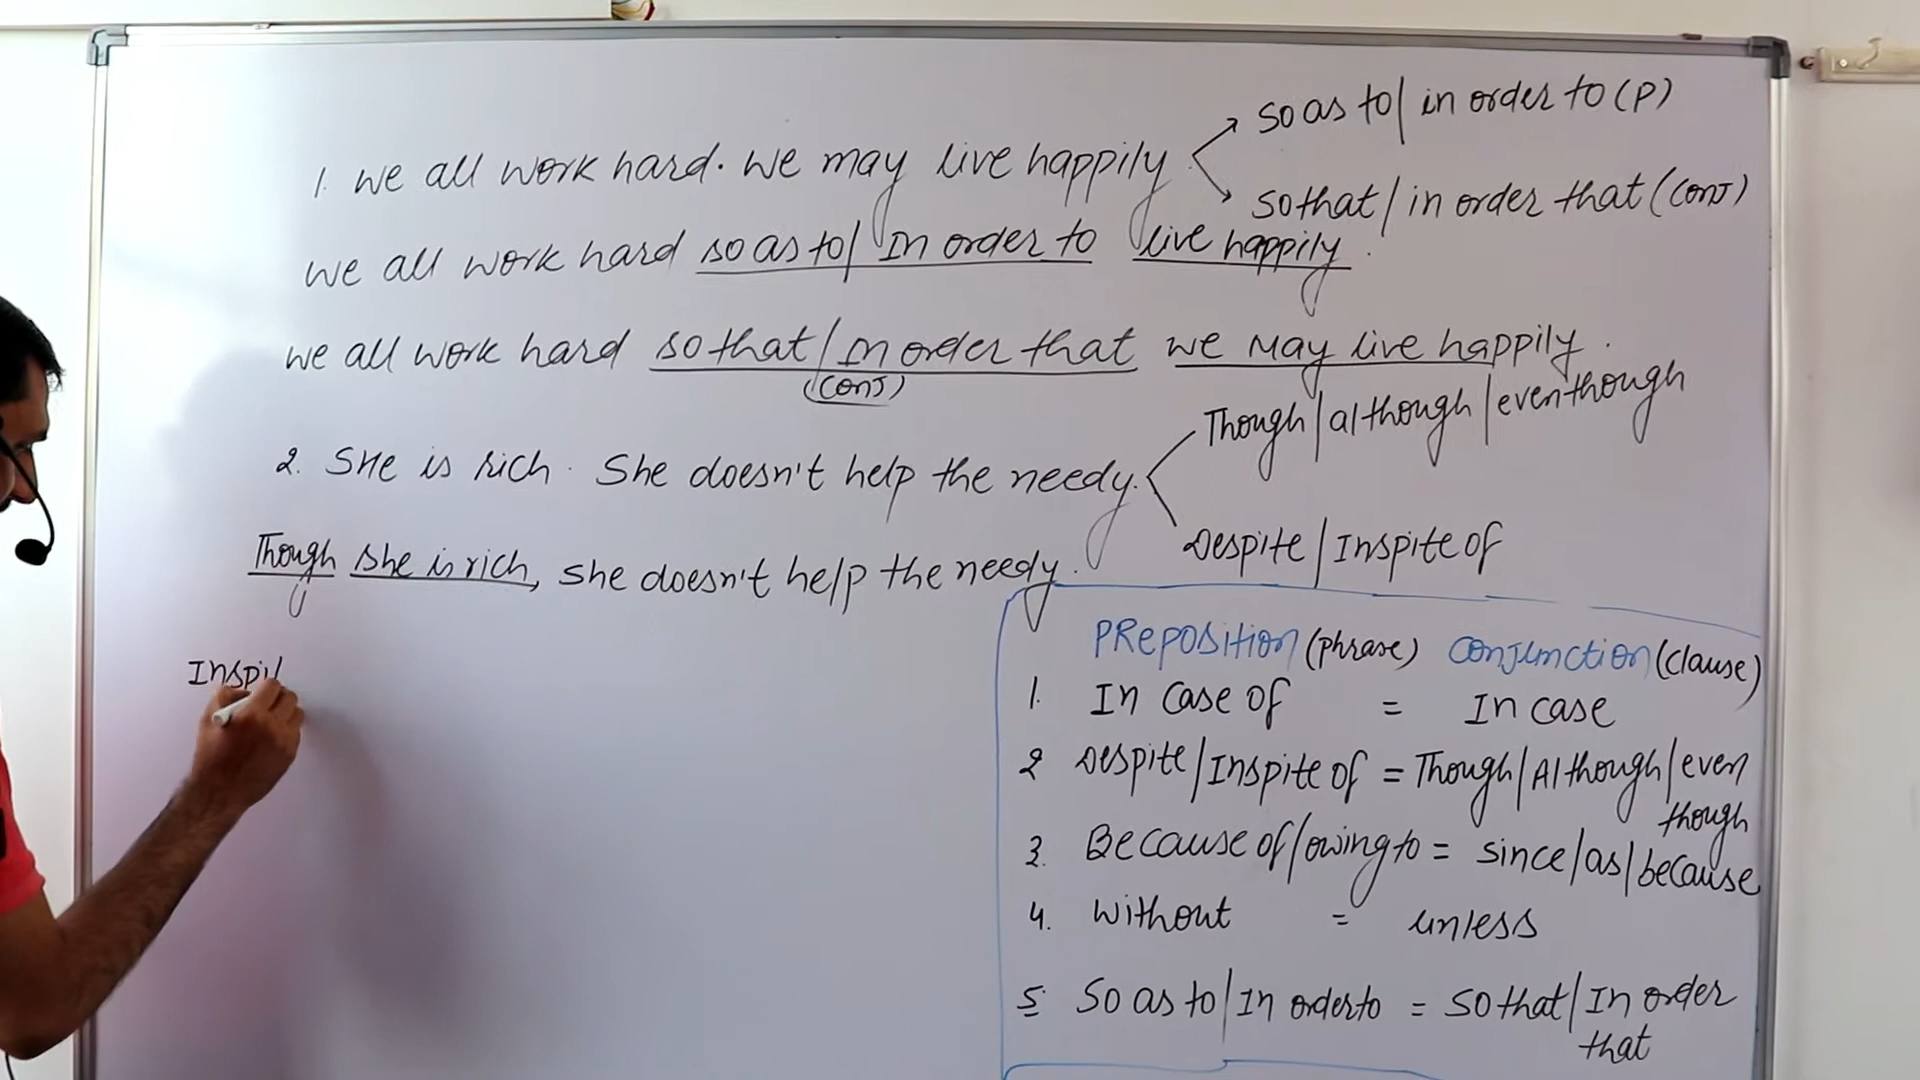 so as to/ in order to (P)
1. we all work hard. we may live happily
so that / in order that (conj)
we all work hard so as to/ In order to live happily.
we all work hard so that / In order that we may live happily.
(conj)
Though/although/eventhough
2. She is rich. She doesn't help the needy.
Despite / Inspite of
Though she is rich, she doesn't help the needy.
Inspi
PRePOSITION (phrase) CONJUNCTION (clause)
1. In case of = In case
2 Despite/Inspite of = Though/Although/even though
3. Because of/owing to = since/as/because
4. without = unless
5. So as to/In order to = So that/In order that